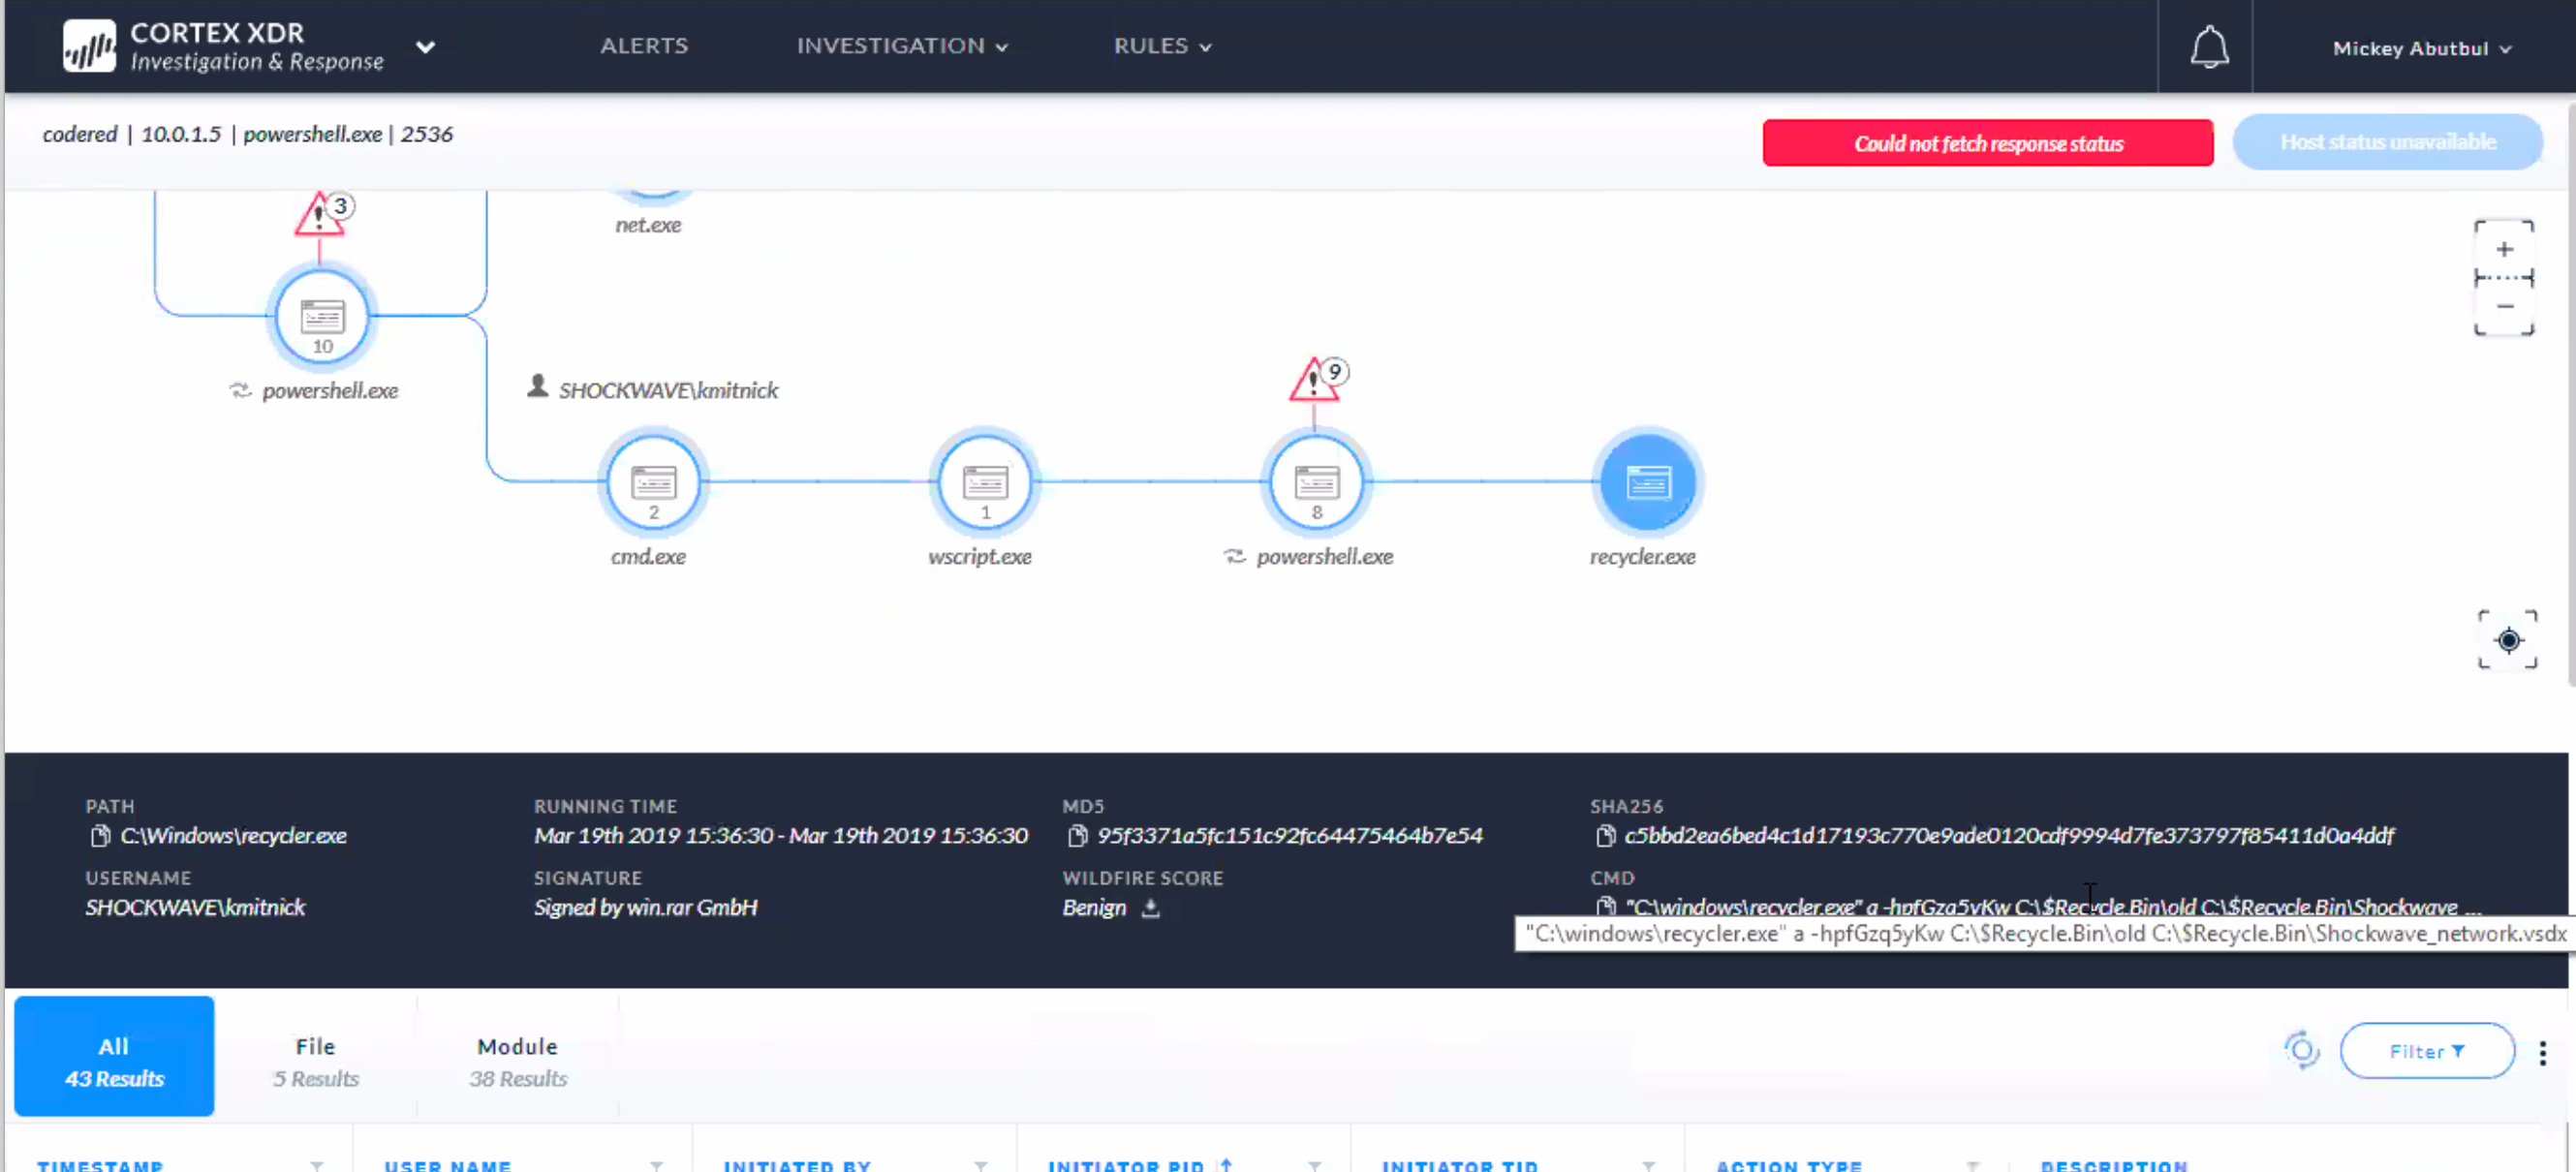 CORTEX XDR
Investigation & Response
ALERTS
INVESTIGATION
RULES
Mickey Abutbul
codered | 10.0.1.5 | powershell.exe | 2536
Could not fetch response status
Host status unavailable
3
net.exe
10
powershell.exe
SHOCKWAVE\kmitnick
9
2
1
8
cmd.exe
wscript.exe
powershell.exe
recycler.exe
PATH
C:\Windows\recycler.exe
RUNNING TIME
Mar 19th 2019 15:36:30 - Mar 19th 2019 15:36:30
MD5
95f3371a5fc151c92fc64475464b7e54
SHA256
c5bbd2ea6bed4c1d17193c770e9ade0120cdf9994d7fe373797f85411d0a4ddf
USERNAME
SHOCKWAVE\kmitnick
SIGNATURE
Signed by win.rar GmbH
WILDFIRE SCORE
Benign
CMD
"C:\windows\recycler.exe" a -hpfGzq5yKw C:\$Recycle.Bin\old C:\$Recycle.Bin\Shockwave ...
"C:\windows\recycler.exe" a -hpfGzq5yKw C:\$Recycle.Bin\old C:\$Recycle.Bin\Shockwave_network.vsdx
All
43 Results
File
5 Results
Module
38 Results
Filter
TIMESTAMP
USER NAME
INITIATED BY
INITIATOR PID
INITIATOR TID
ACTION TYPE
DESCRIPTION